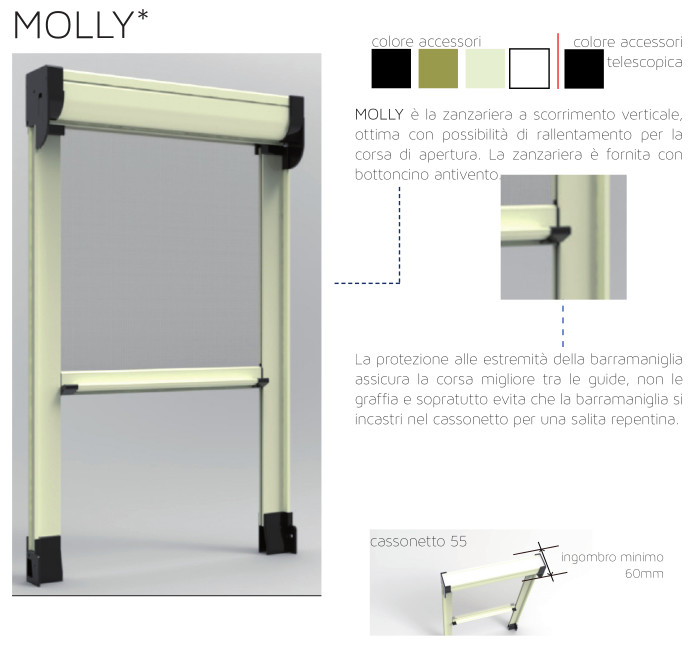 MOLLY*
colore accessori
colore accessori
telescopica
MOLLY è la zanzariera a scorrimento verticale,
ottima con possibilità di rallentamento per la
corsa di apertura. La zanzariera è fornita con
bottoncino antivento.
La protezione alle estremità della barramaniglia
assicura la corsa migliore tra le guide, non le
graffia e sopratutto evita che la barramaniglia si
incastri nel cassonetto per una salita repentina.
cassonetto 55
ingombro minimo
60mm